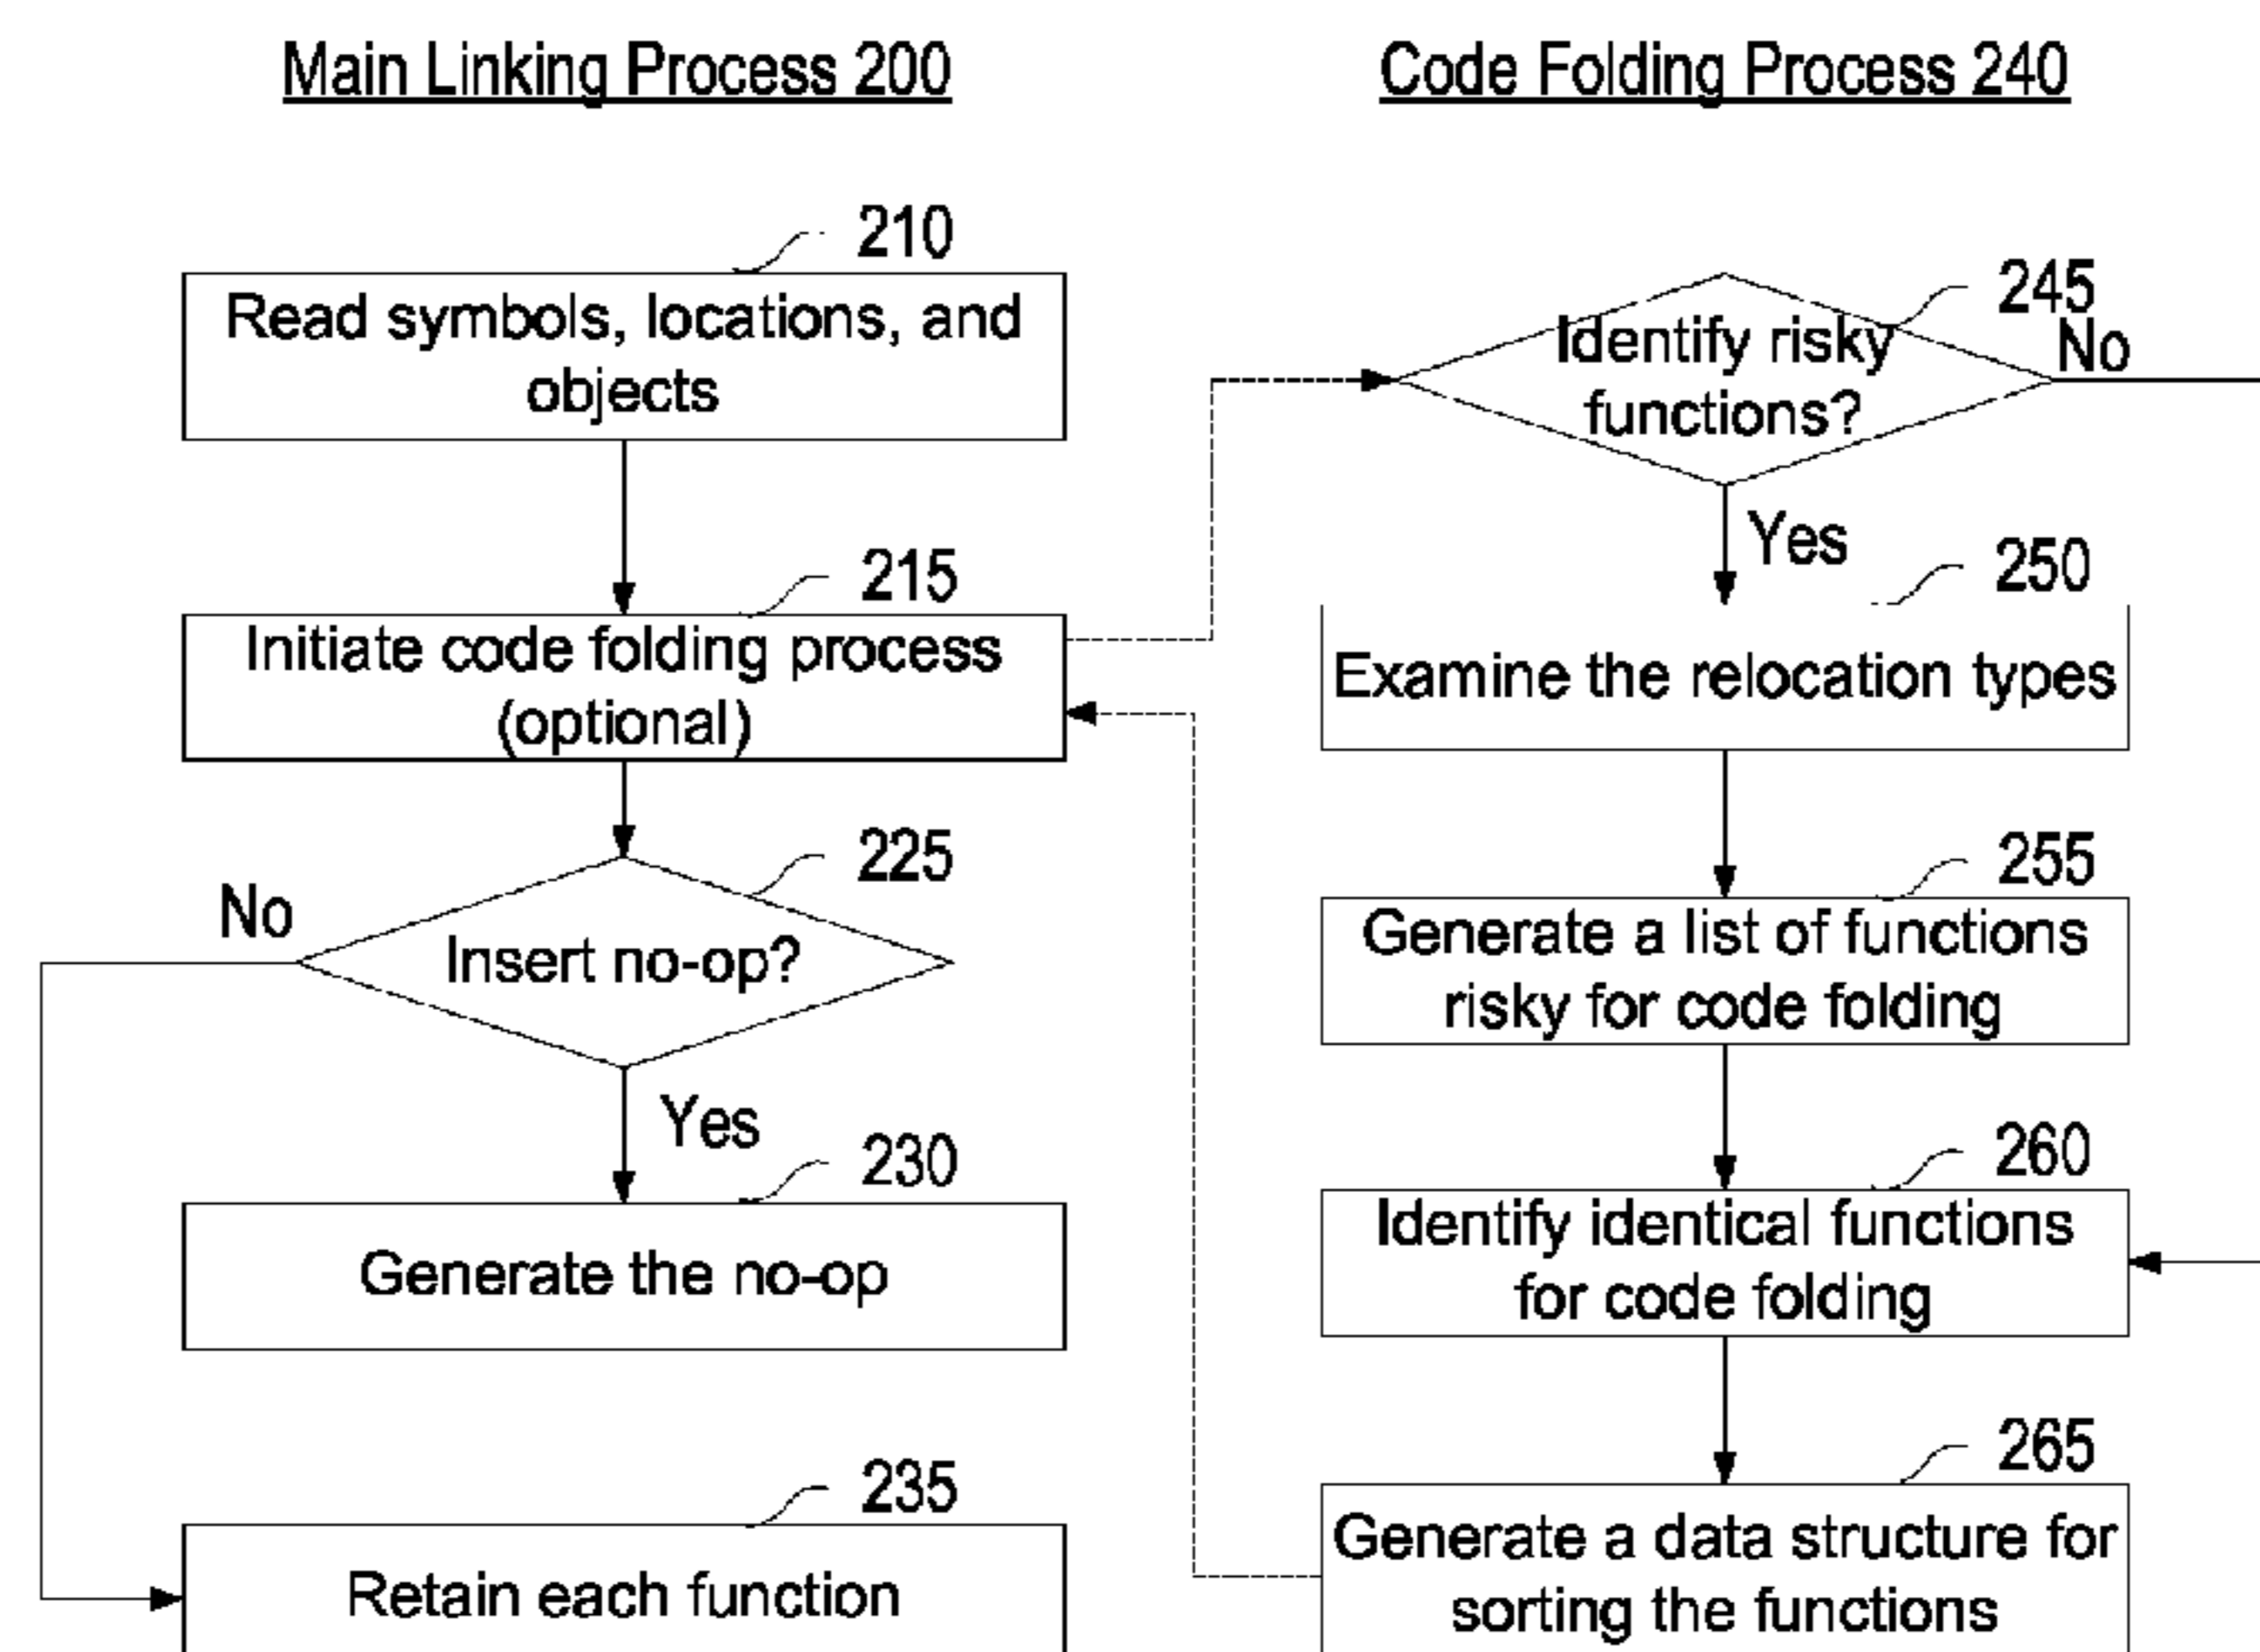 Main Linking Process 200
210
Read symbols, locations, and
objects
215
Initiate code folding process
(optional)
225
No
Insert no-op?
Yes
230
Generate the no-op
235
Retain each function
Code Folding Process 240
245
Identify risky
functions?
No
Yes
250
Examine the relocation types
255
Generate a list of functions
risky for code folding
260
Identify identical functions
for code folding
265
Generate a data structure for
sorting the functions